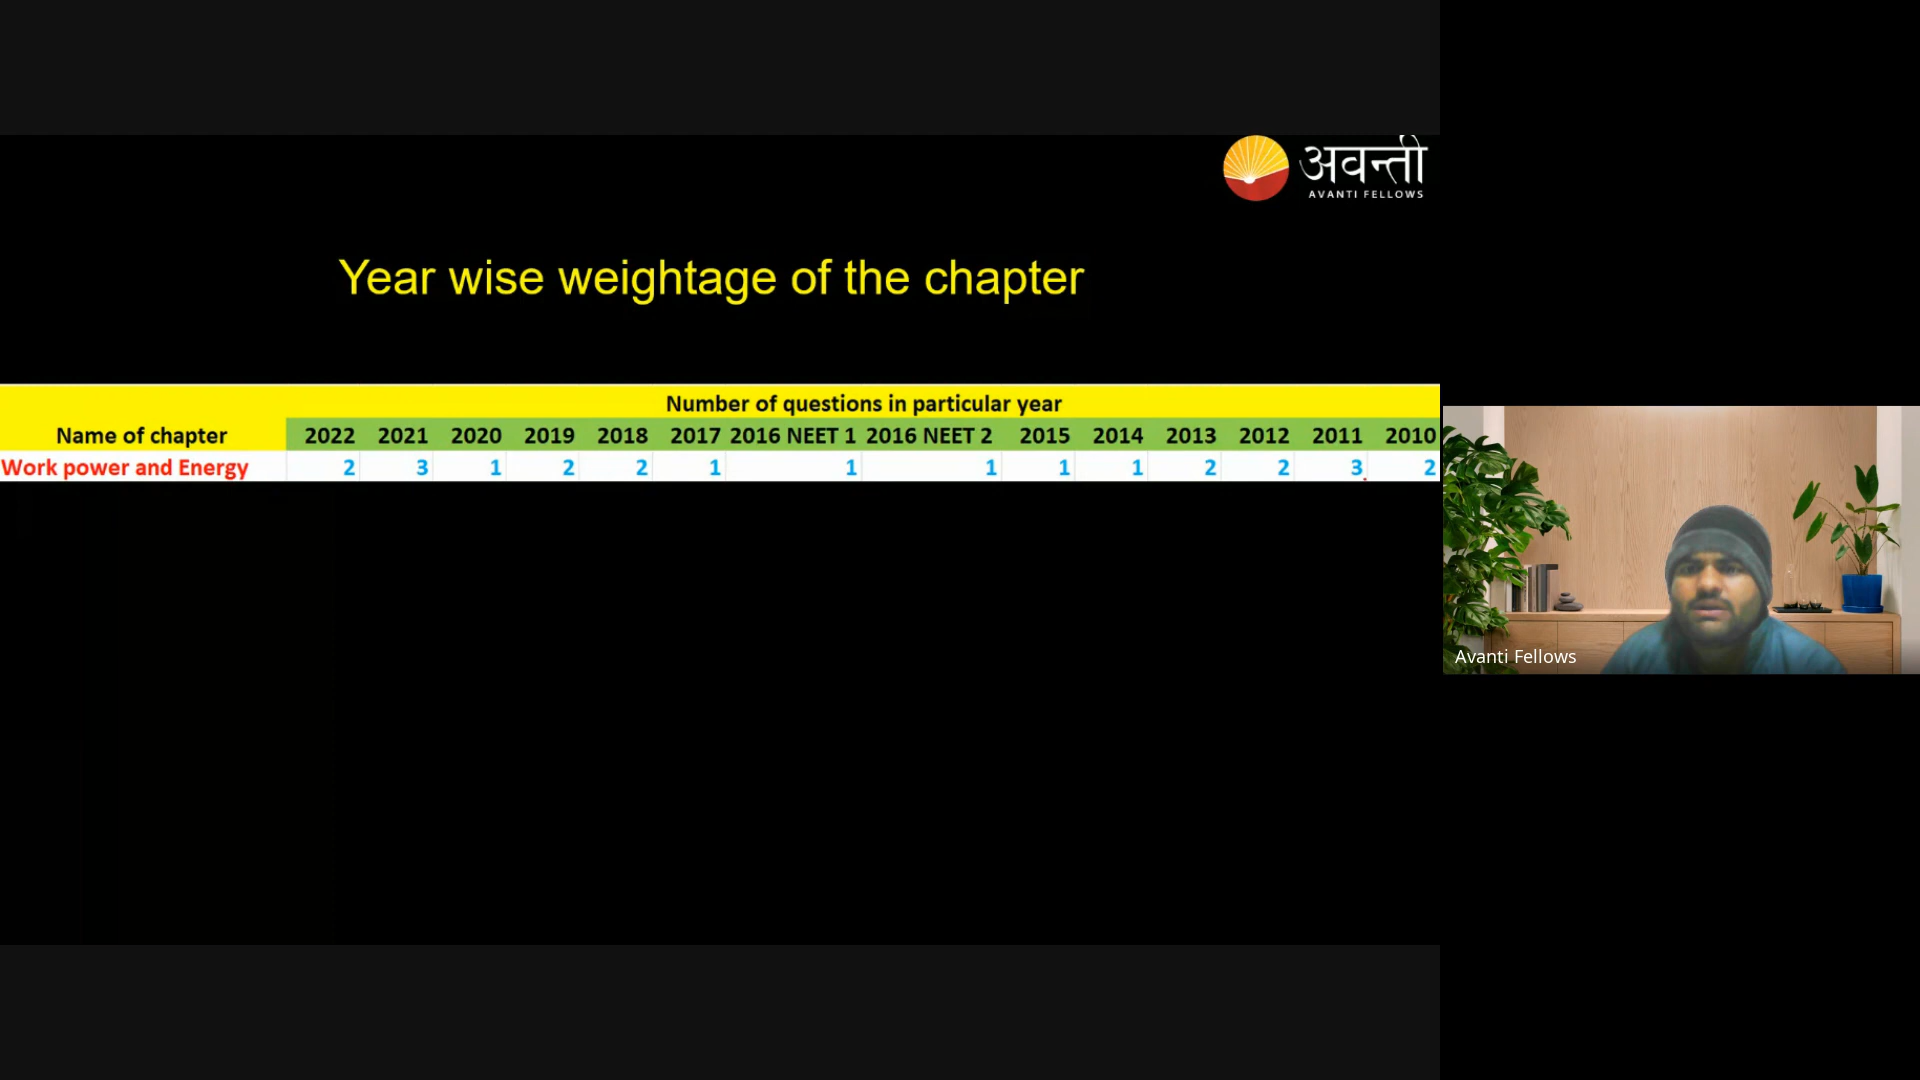 अवन्ती
AVANTI FELLOWS
Year wise weightage of the chapter
Number of questions in particular year
Name of chapter 2022 2021 2020 2019 2018 2017 2016 NEET 1 2016 NEET 2 2015 2014 2013 2012 2011 2010
Work power and Energy 2 3 1 2 2 1 1 1 1 1 2 2 3 2
Avanti Fellows